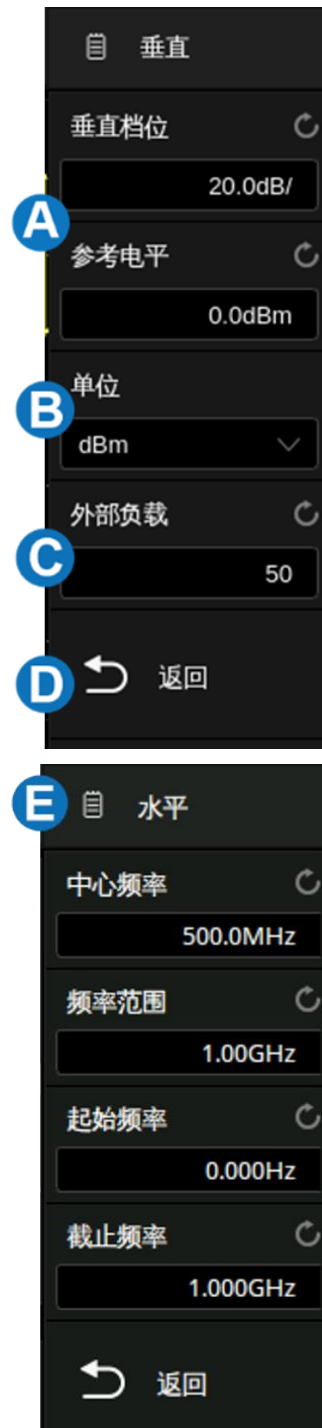 垂直
垂直档位
20.0dB/
A
参考电平
0.0dBm
单位
B
dBm
外部负载
C
50
D
返回
E
水平
中心频率
500.0MHz
频率范围
1.00GHz
起始频率
0.000Hz
截止频率
1.000GHz
返回